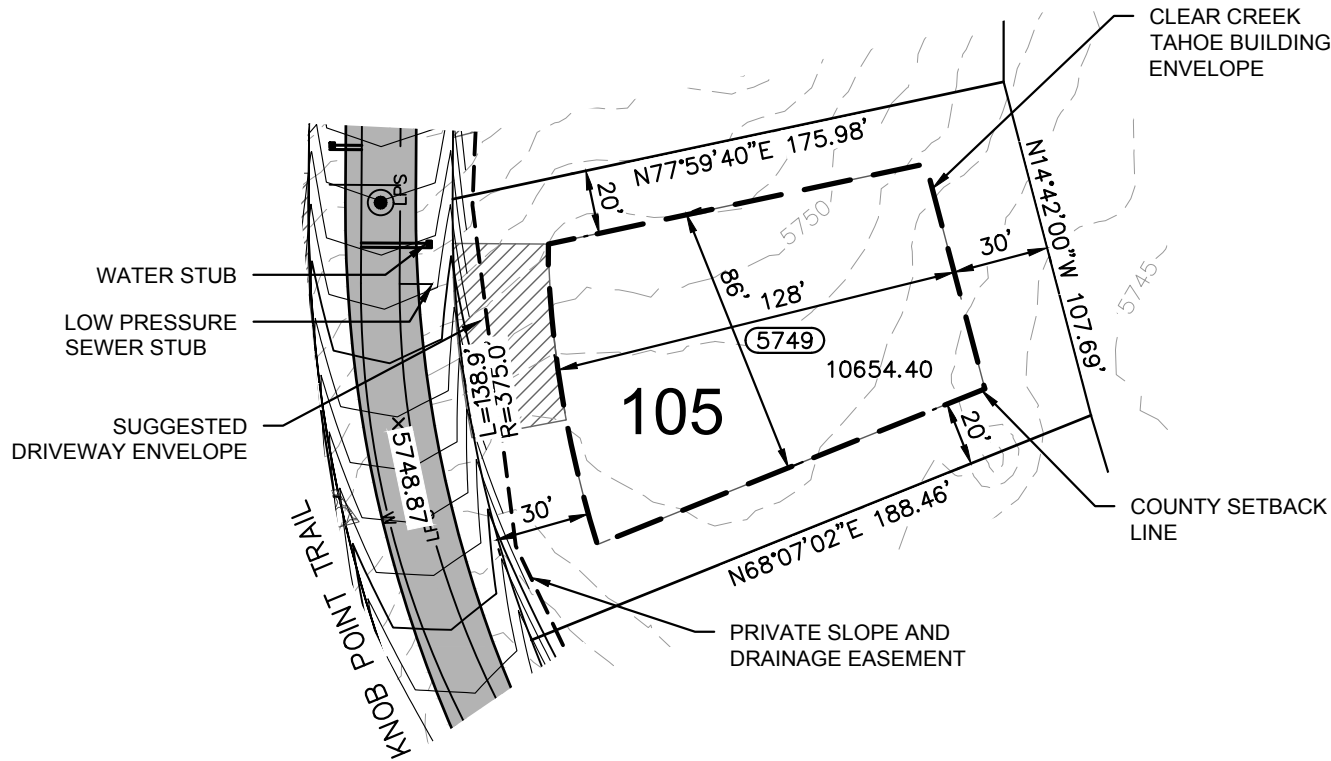 CLEAR CREEK
TAHOE BUILDING
ENVELOPE
N77°59'40"E 175.98'
N14°42'00"W 107.69'
LPS
20'
5750
30'
5745
WATER STUB
86'
128'
LOW PRESSURE
SEWER STUB
5749
10654.40
L=138.9'
R=375.0'
105
SUGGESTED
DRIVEWAY ENVELOPE
×5748.87
20'
30'
W
COUNTY SETBACK
LINE
N68°07'02"E 188.46'
KNOB POINT TRAIL
PRIVATE SLOPE AND
DRAINAGE EASEMENT